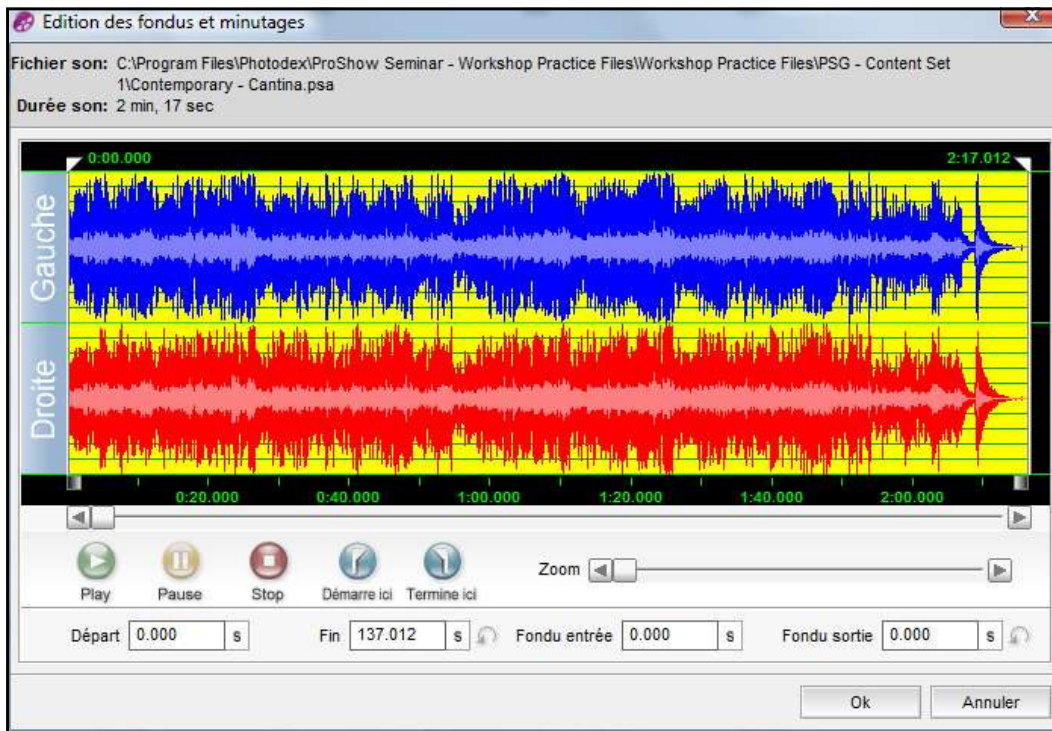 Edition des fondus et minutages
x
Fichier son: C:\Program Files\Photodex\ProShow Seminar - Workshop Practice Files\Workshop Practice Files\PSG - Content Set
1\Contemporary - Cantina.psa
Durée son: 2 min, 17 sec
0:00.000 2:17.012
Gauche
Droite
0:20.000 0:40.000 1:00.000 1:20.000 1:40.000 2:00.000
Zoom
Play Pause Stop Démarre ici Termine ici
Départ 0.000 s Fin 137.012 s Fondu entrée 0.000 s Fondu sortie 0.000 s
Ok Annuler